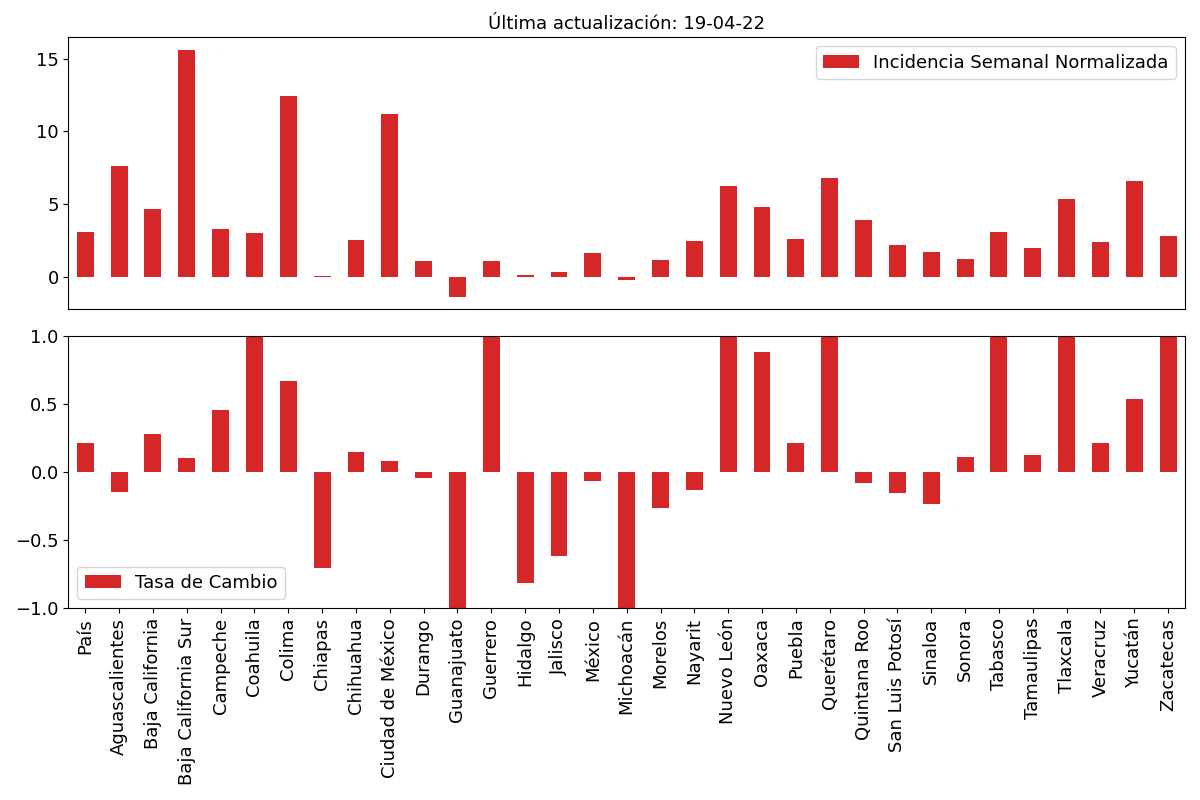 Última actualización: 19-04-22
Incidencia Semanal Normalizada
15
10
5
0
1.0
0.5
0.0
−0.5
−1.0
Tasa de Cambio
País
Aguascalientes
Baja California
Baja California Sur
Campeche
Coahuila
Colima
Chiapas
Chihuahua
Ciudad de México
Durango
Guanajuato
Guerrero
Hidalgo
Jalisco
México
Michoacán
Morelos
Nayarit
Nuevo León
Oaxaca
Puebla
Querétaro
Quintana Roo
San Luis Potosí
Sinaloa
Sonora
Tabasco
Tamaulipas
Tlaxcala
Veracruz
Yucatán
Zacatecas